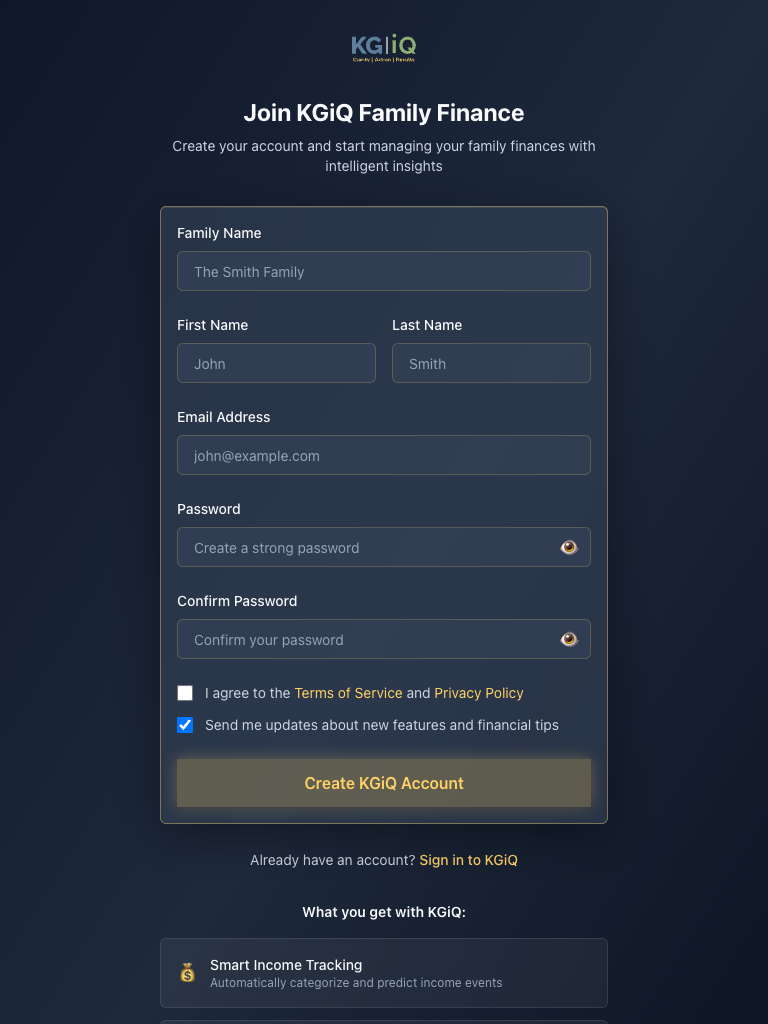 KG|iQ
Clarity | Action | Results
Join KGiQ Family Finance
Create your account and start managing your family finances with
intelligent insights
Family Name
The Smith Family
First Name
Last Name
John
Smith
Email Address
john@example.com
Password
Create a strong password
Confirm Password
Confirm your password
I agree to the Terms of Service and Privacy Policy
Send me updates about new features and financial tips
Create KGiQ Account
Already have an account? Sign in to KGiQ
What you get with KGiQ:
Smart Income Tracking
Automatically categorize and predict income events